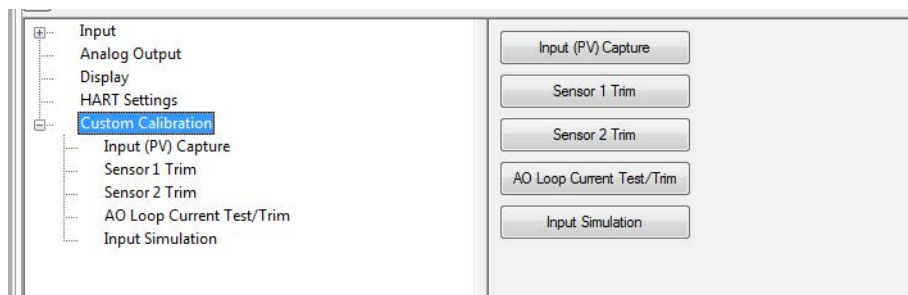 Input
Analog Output
Display
HART Settings
Custom Calibration
Input (PV) Capture
Sensor 1 Trim
Sensor 2 Trim
AO Loop Current Test/Trim
Input Simulation
Input (PV) Capture
Sensor 1 Trim
Sensor 2 Trim
AO Loop Current Test/Trim
Input Simulation